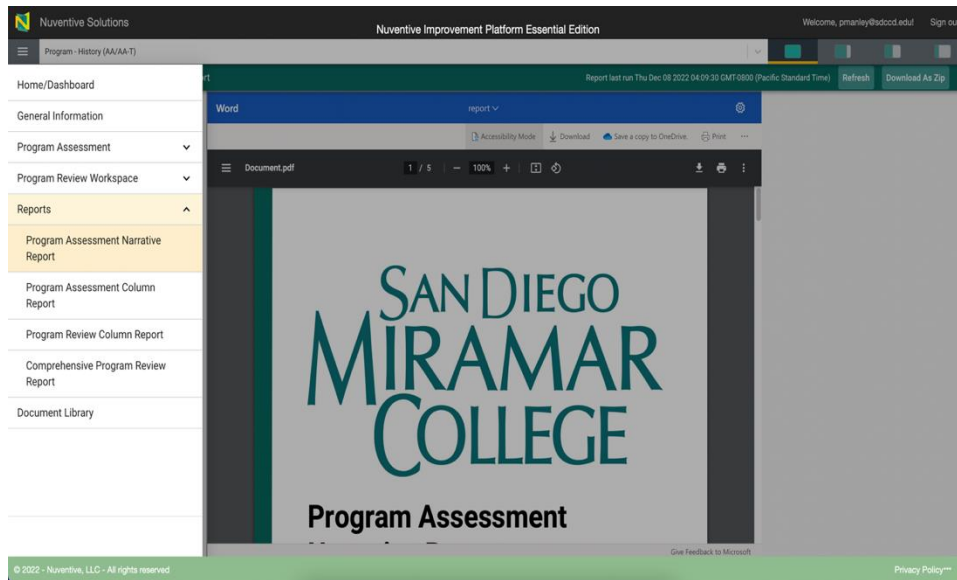 Nuventive Solutions
Nuventive Improvement Platform Essential Edition
Welcome, pmanley@sdccd.edu!
Sign ou
Program - History (AA/AA-T)
Home/Dashboard
General Information
Program Assessment
Program Review Workspace
Reports
Program Assessment Narrative
Report
Program Assessment Column
Report
Program Review Column Report
Comprehensive Program Review
Report
Document Library
rt
Report last run Thu Dec 08 2022 04:09:30 GMT-0800 (Pacific Standard Time)
Refresh
Download As Zip
Word
report
Accessibility Mode
Download
Save a copy to OneDrive.
Print
...
Document.pdf
1 / 5
100%
SAN DIEGO
MIRAMAR
COLLEGE
Program Assessment
Give Feedback to Microsoft
© 2022 - Nuventive, LLC - All rights reserved
Privacy Policy